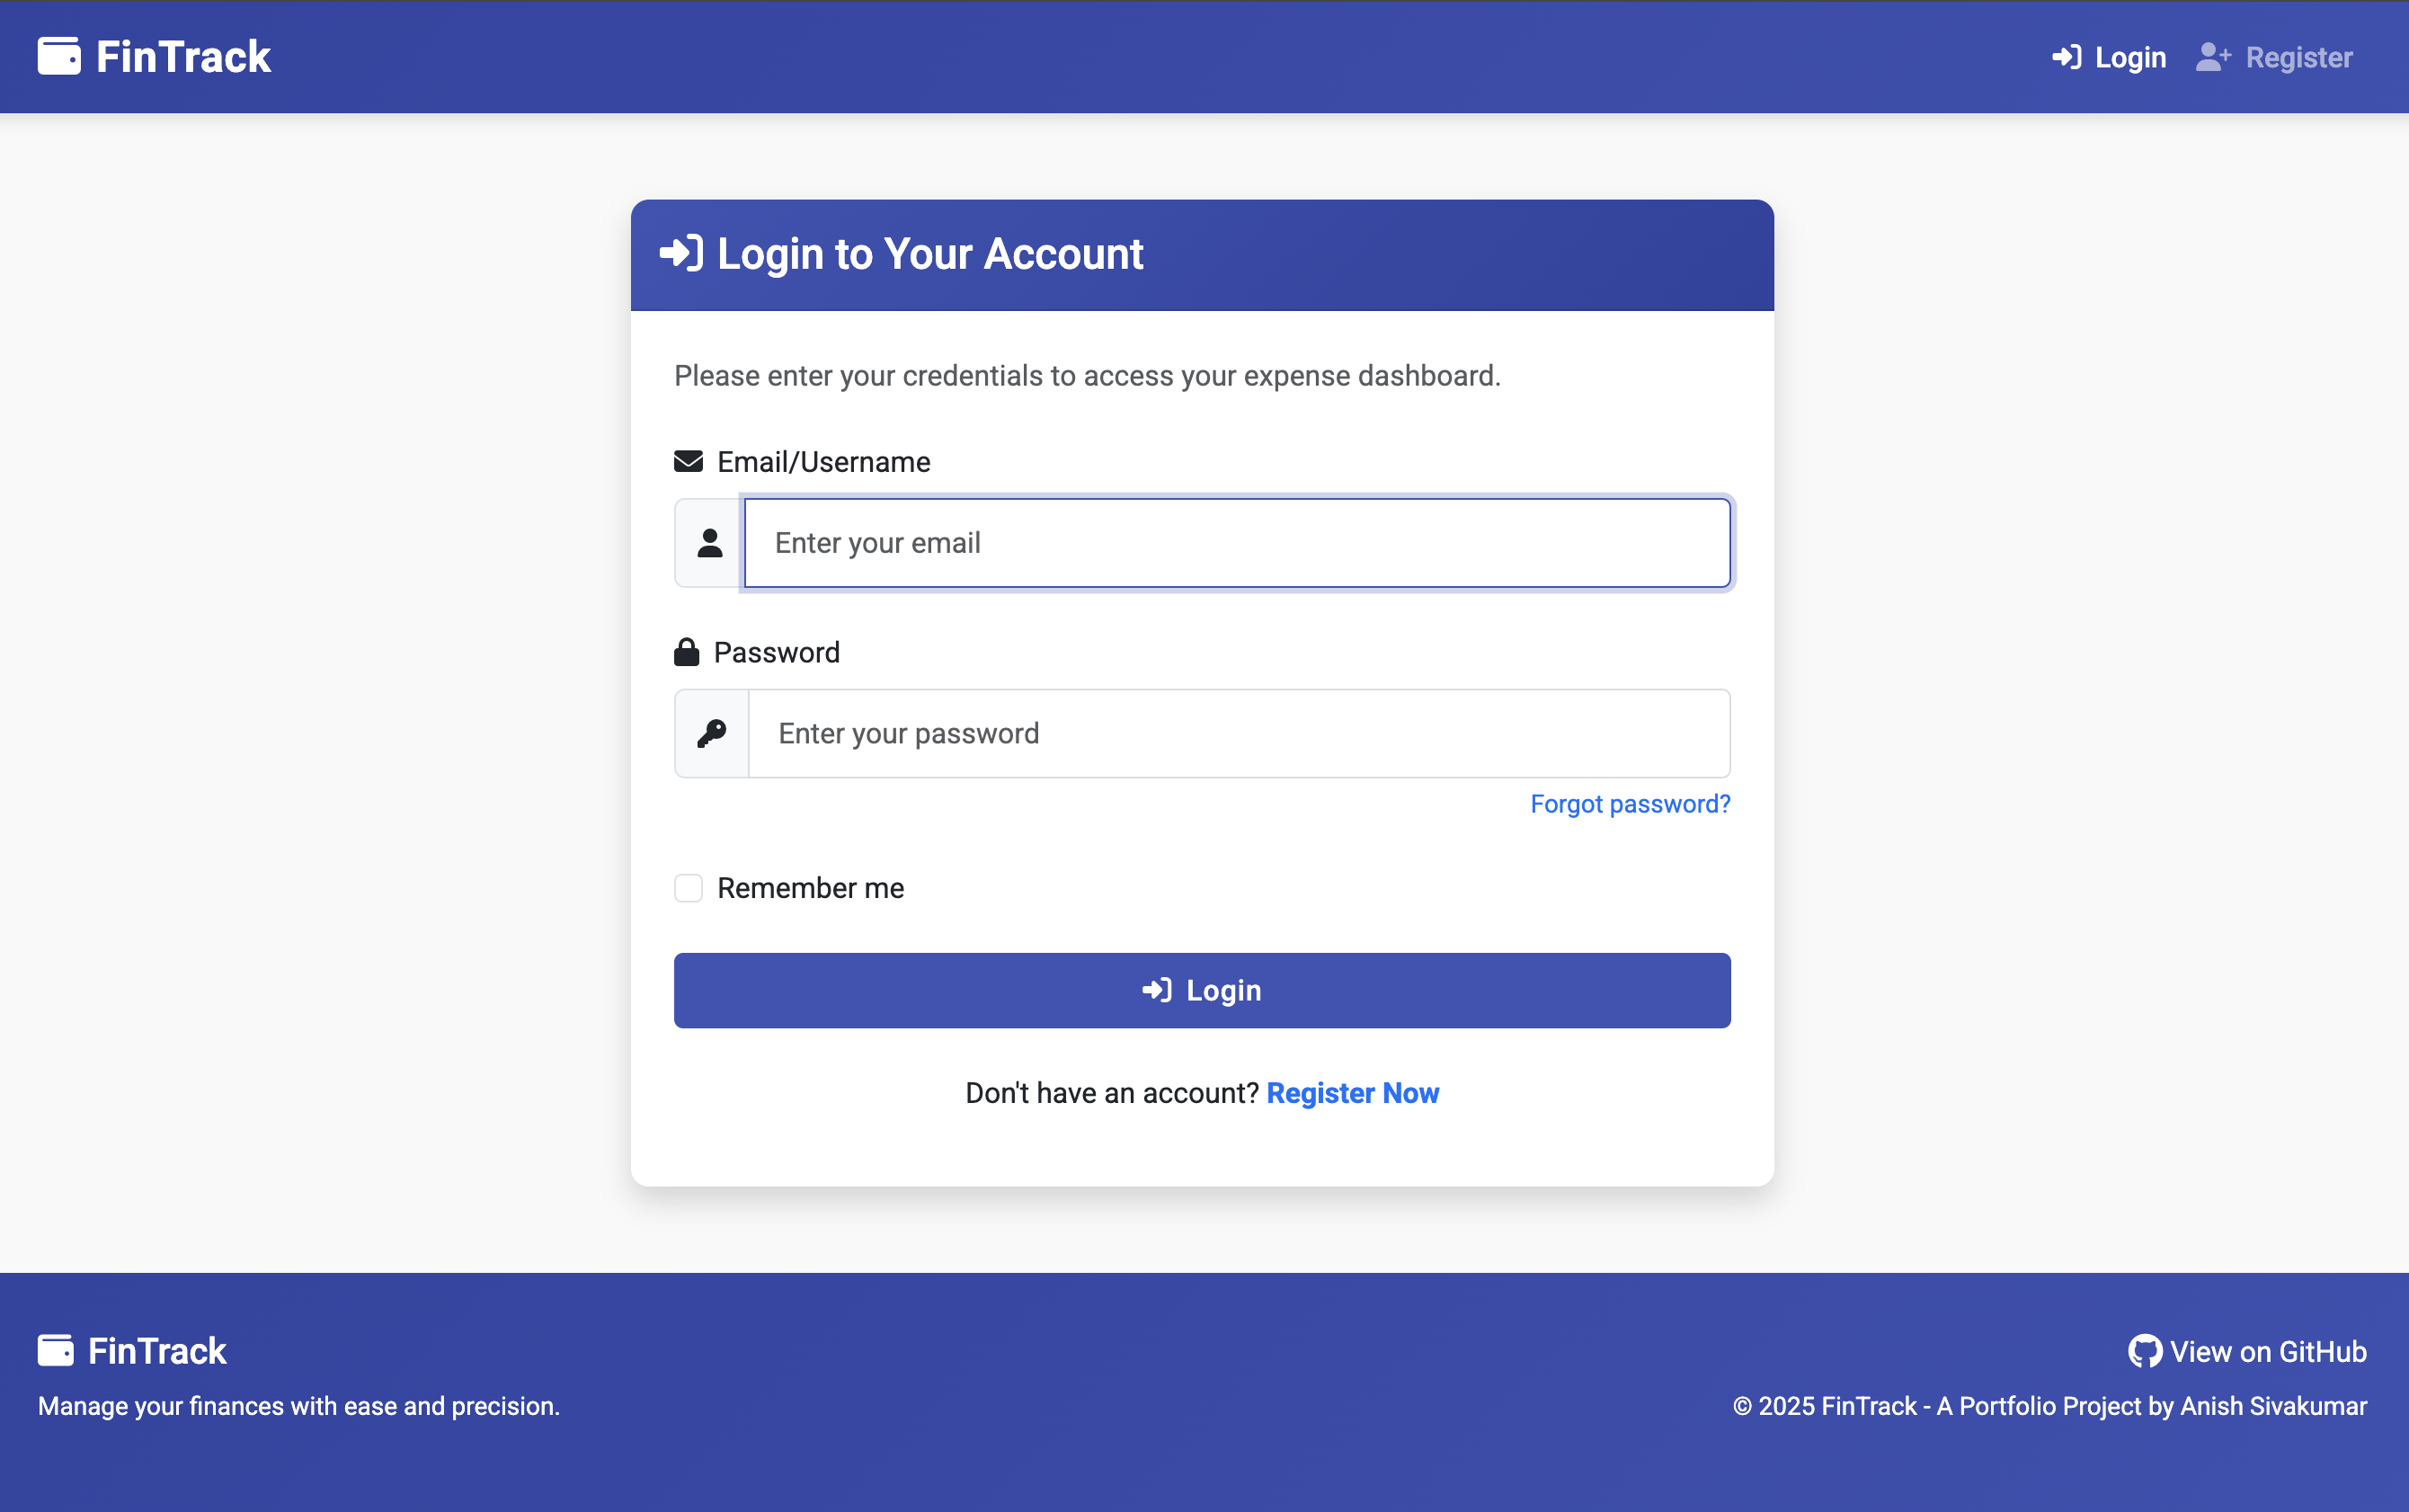 FinTrack
Login
Register
Login to Your Account
Please enter your credentials to access your expense dashboard.
Email/Username
Enter your email
Password
Enter your password
Forgot password?
Remember me
Login
Don't have an account? Register Now
FinTrack
Manage your finances with ease and precision.
View on GitHub
© 2025 FinTrack - A Portfolio Project by Anish Sivakumar